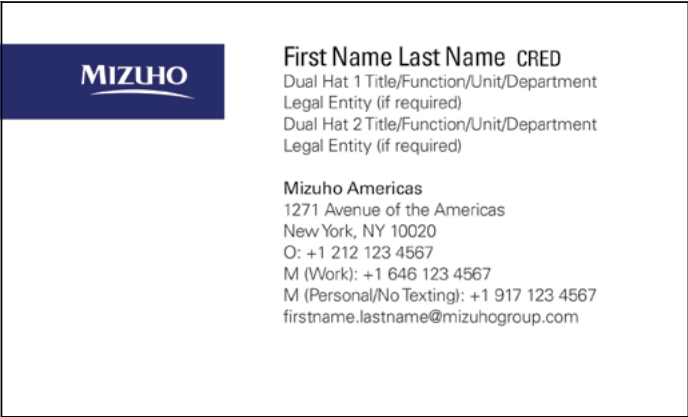 MIZUHO
First Name Last Name CRED
Dual Hat 1 Title/Function/Unit/Department
Legal Entity (if required)
Dual Hat 2 Title/Function/Unit/Department
Legal Entity (if required)
Mizuho Americas
1271 Avenue of the Americas
New York, NY 10020
O: +1 212 123 4567
M (Work): +1 646 123 4567
M (Personal/No Texting): +1 917 123 4567
firstname.lastname@mizuhogroup.com